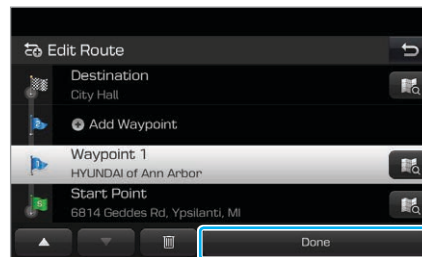 Edit Route
Destination
City Hall
Add Waypoint
Waypoint 1
HYUNDAI of Ann Arbor
Start Point
6814 Geddes Rd, Ypsilanti, MI
Done